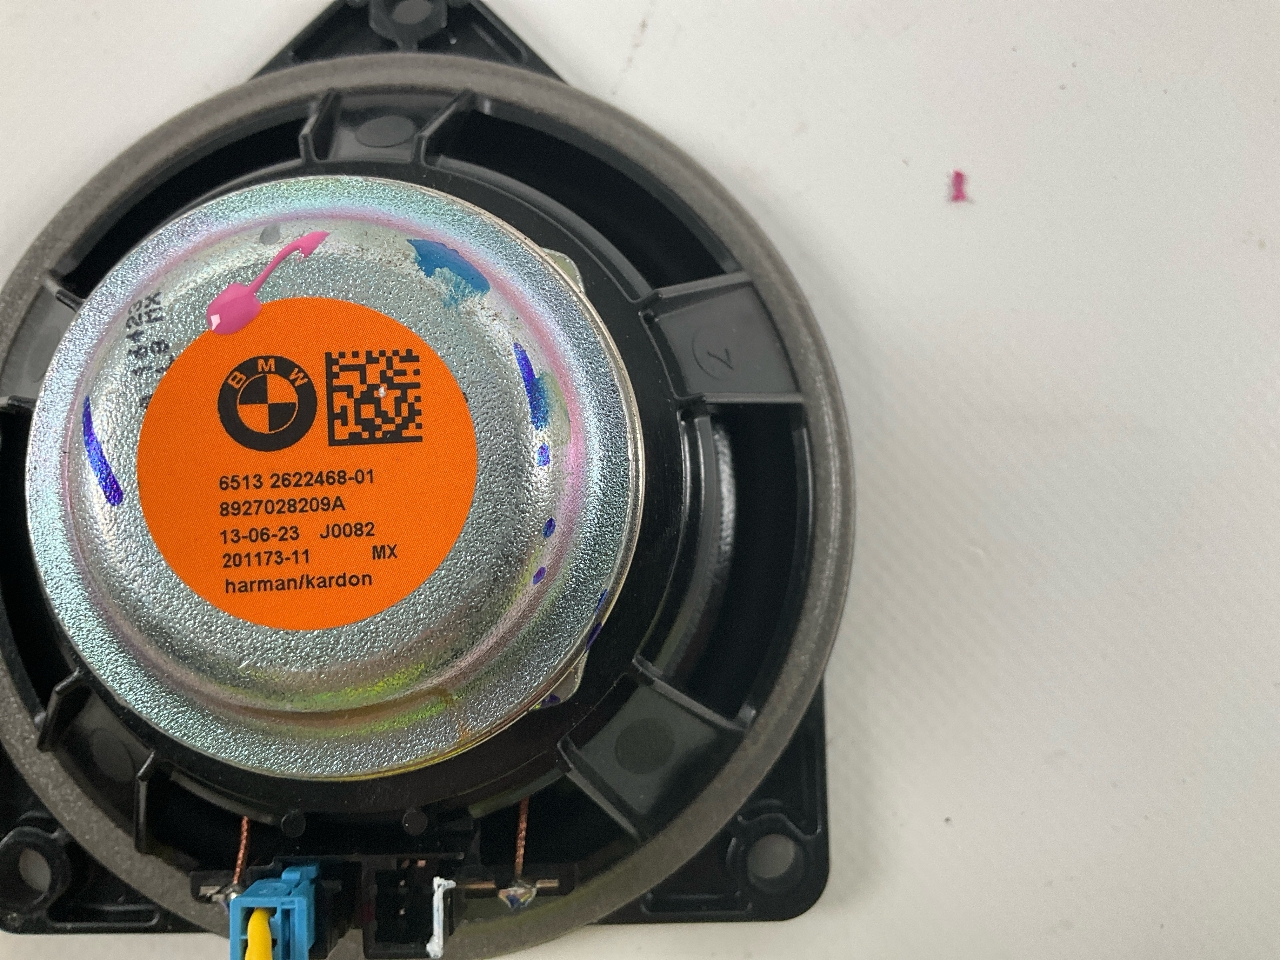 BMW
6513 2622468-01
8927028209A
13-06-23 J0082
201173-11 MX
harman/kardon